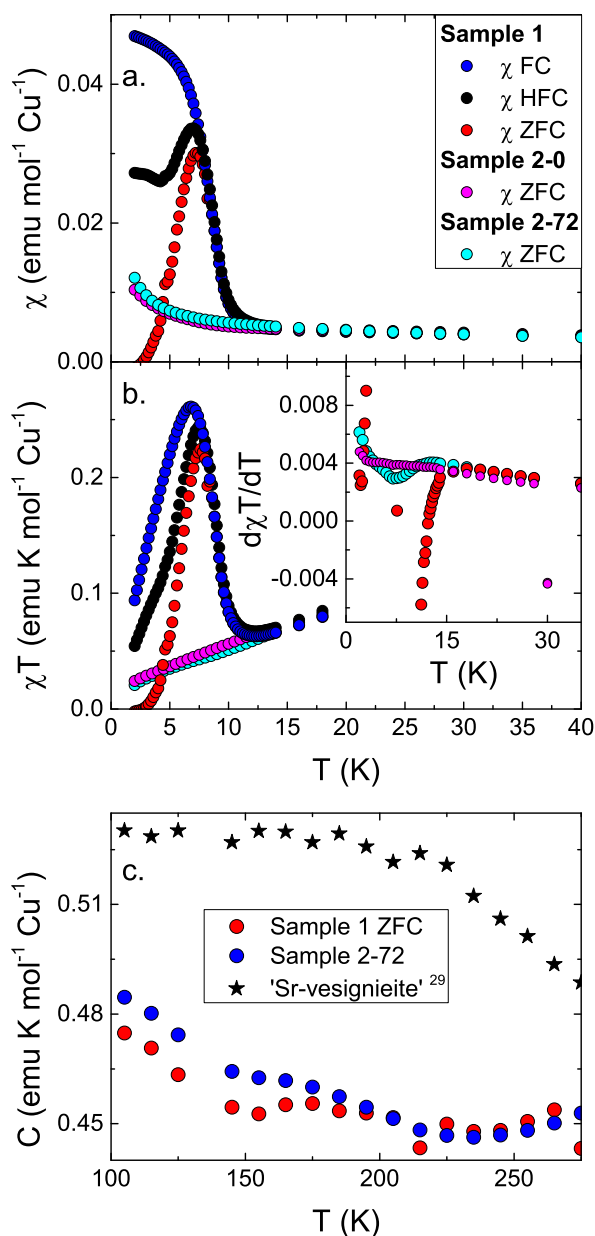 a.
Sample 1
χ FC
χ HFC
χ ZFC
Sample 2-0
χ ZFC
Sample 2-72
χ ZFC
0.04
0.02
0.00
χ (emu mol⁻¹ Cu⁻¹)
b.
0.2
0.1
0.0
χT (emu K mol⁻¹ Cu⁻¹)
0.008
0.004
0.000
-0.004
dχT/dT
0 15 30
T (K)
0 5 10 15 20 25 30 35 40
T (K)
c.
0.51
0.48
0.45
C (emu K mol⁻¹ Cu⁻¹)
Sample 1 ZFC
Sample 2-72
'Sr-vesignieite' ²⁹
100 150 200 250
T (K)